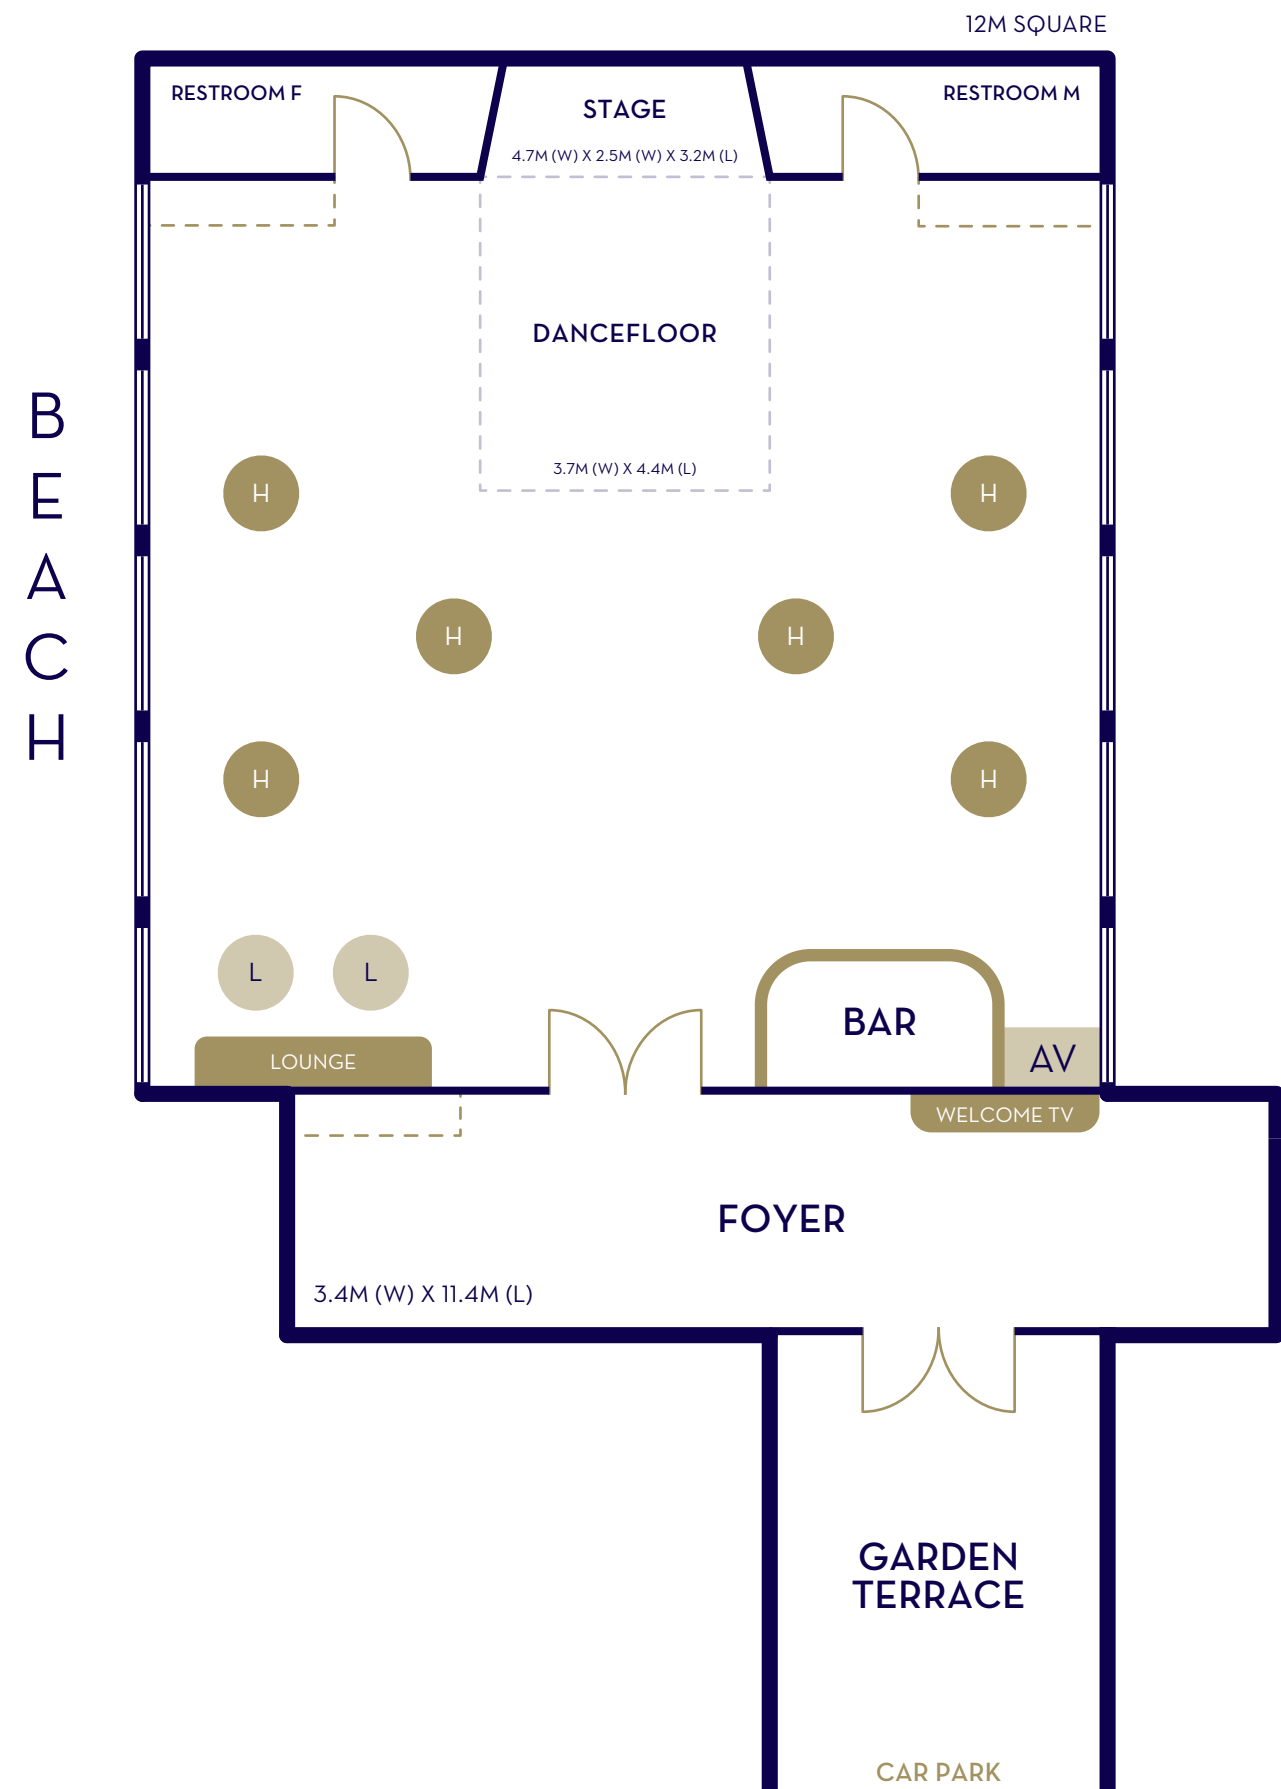 12M SQUARE
RESTROOM F
STAGE
RESTROOM M
4.7M (W) X 2.5M (W) X 3.2M (L)
DANCEFLOOR
3.7M (W) X 4.4M (L)
B
E
A
C
H
H
H
H
H
H
H
L
L
LOUNGE
BAR
AV
WELCOME TV
FOYER
3.4M (W) X 11.4M (L)
GARDEN
TERRACE
CAR PARK